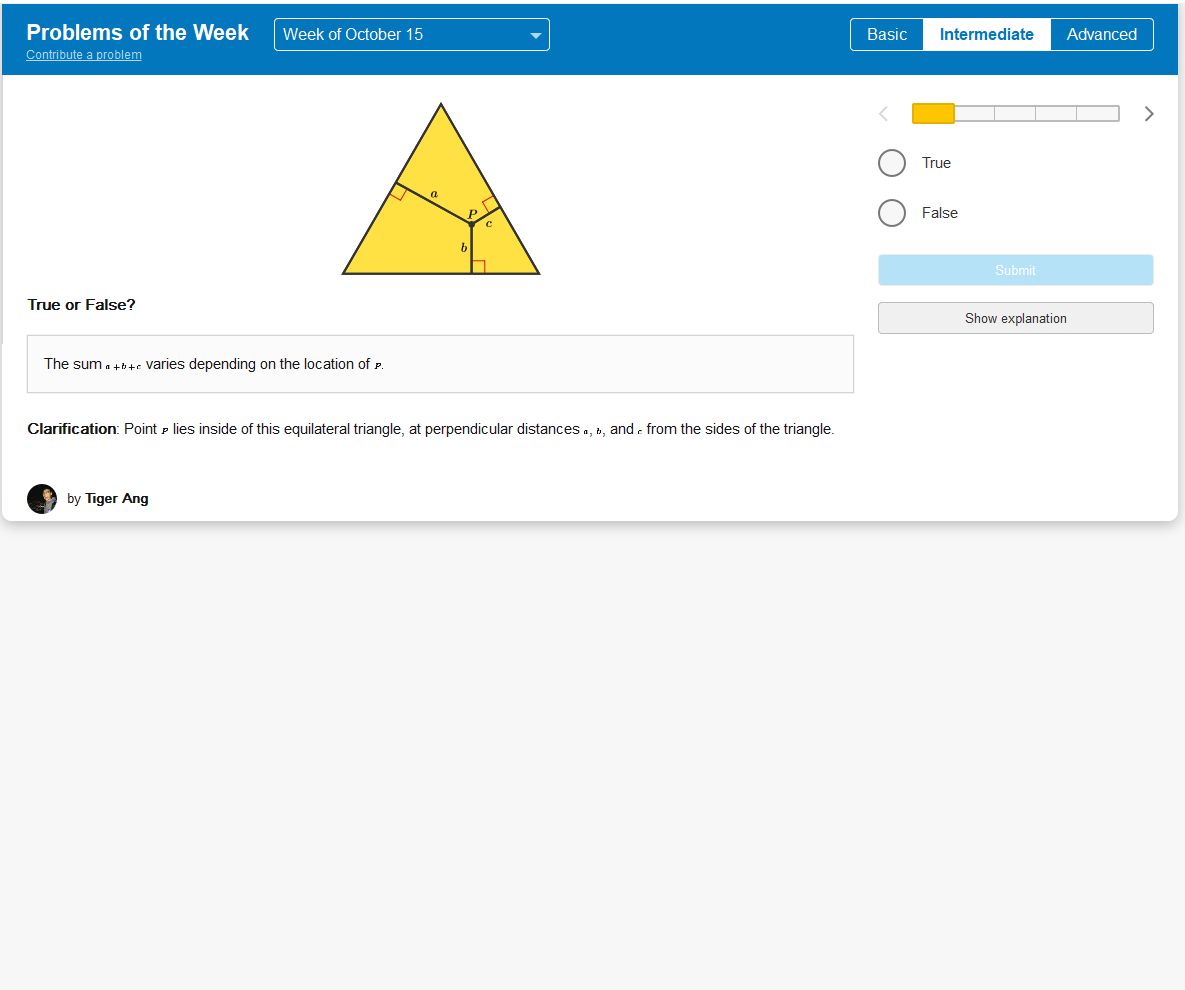 Problems of the Week
Contribute a problem
Week of October 15
Basic
Intermediate
Advanced
a
P
c
b
True
False
Submit
Show explanation
True or False?
The sum a+b+c varies depending on the location of P.
Clarification: Point P lies inside of this equilateral triangle, at perpendicular distances a, b, and c from the sides of the triangle.
by Tiger Ang